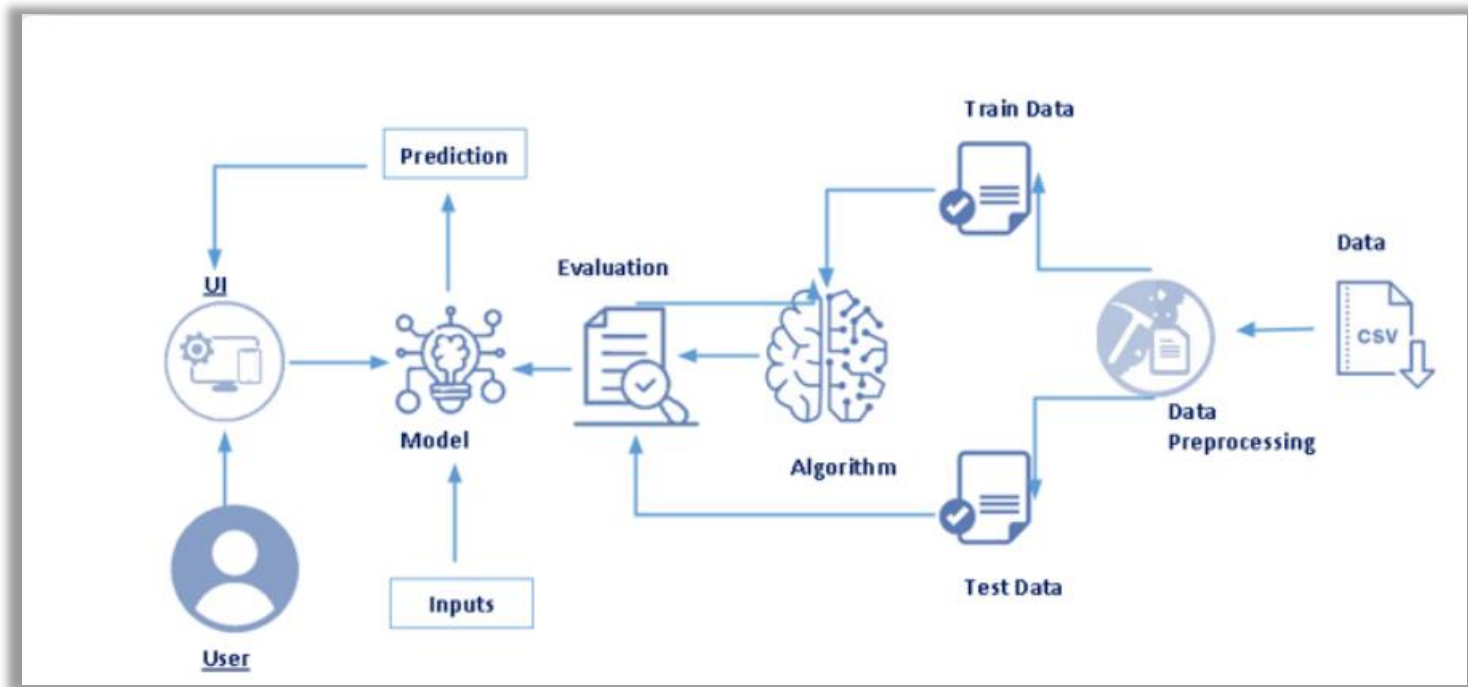 Train Data
Prediction
Data
Evaluation
UI
CSV
Data
Preprocessing
Model
Algorithm
Test Data
Inputs
User